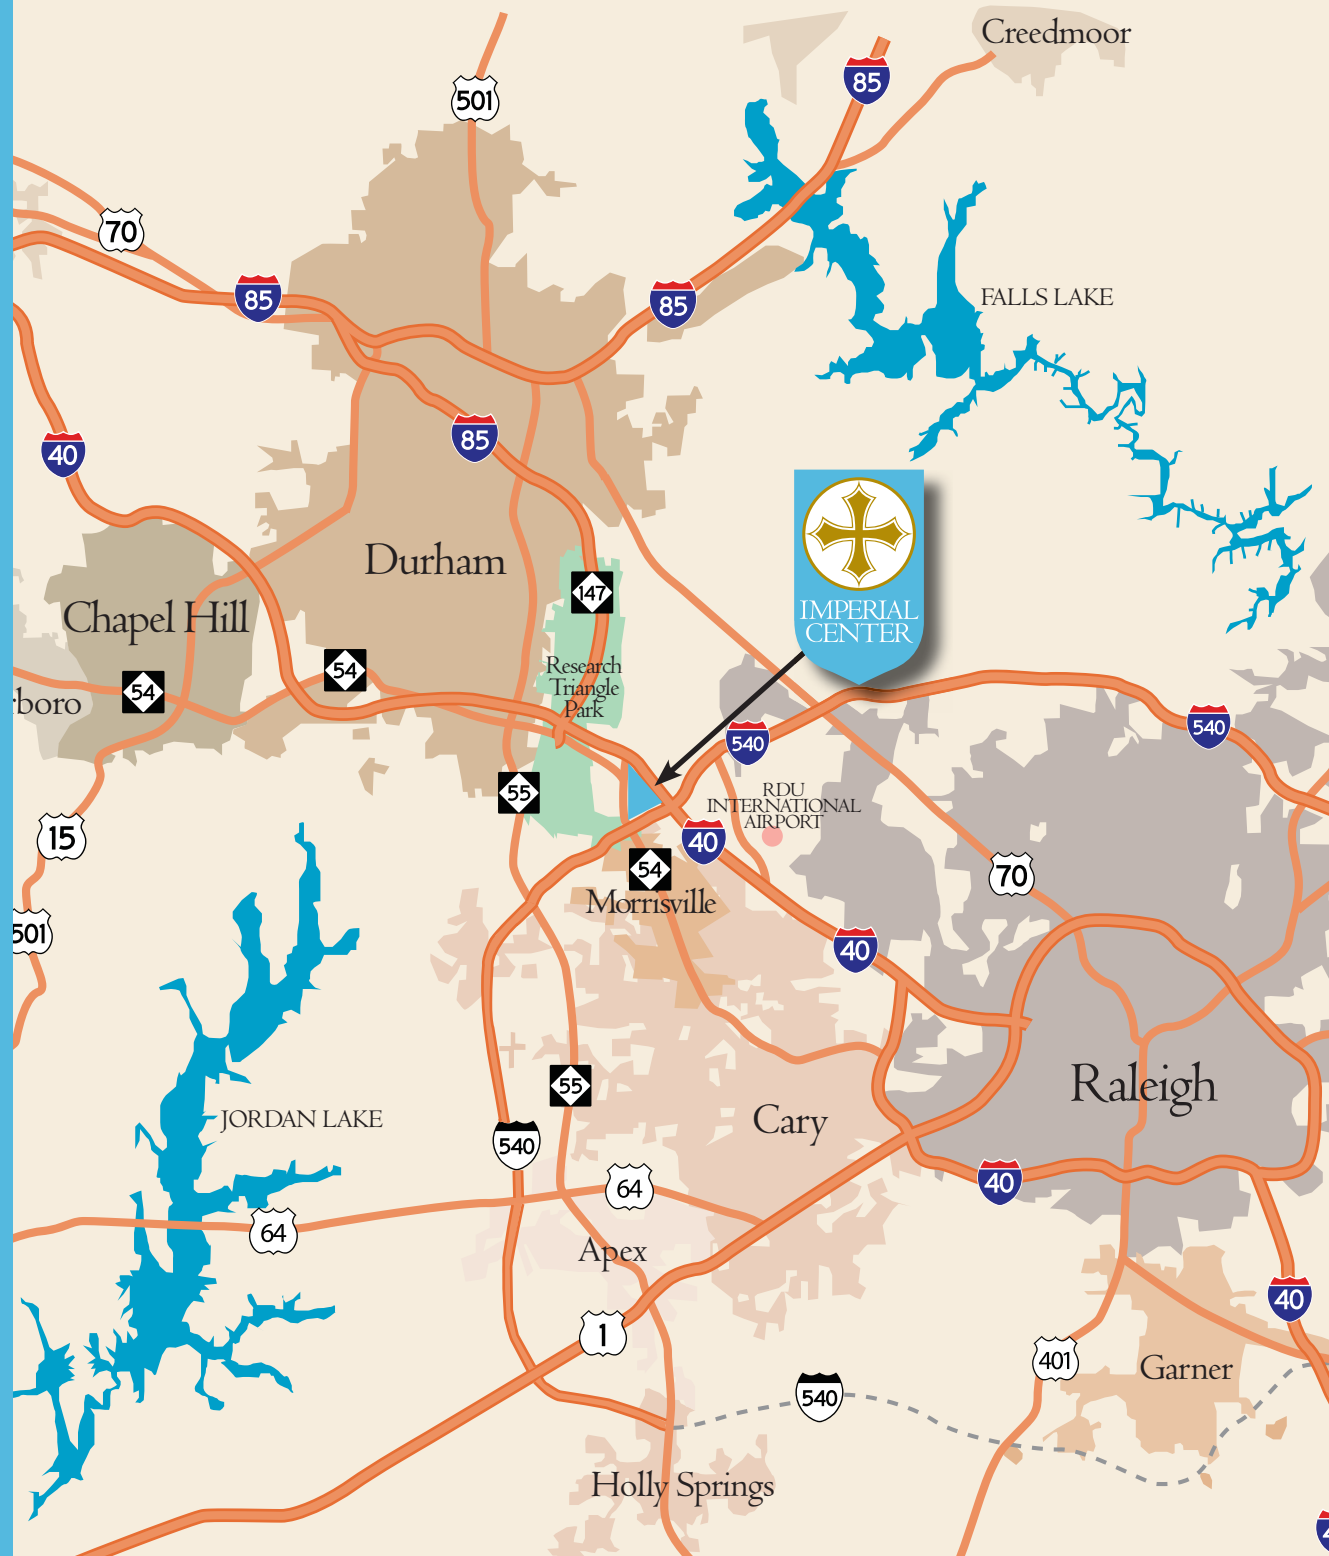 Creedmoor
85
501
70
85
85
FALLS LAKE
85
40
Durham
147
IMPERIAL
CENTER
Chapel Hill
Research
Triangle
Park
54
54
rboro
540
540
55
RDU
INTERNATIONAL
AIRPORT
15
40
54
70
Morrisville
501
40
55
Raleigh
JORDAN LAKE
Cary
540
64
40
64
Apex
40
1
401
Garner
540
Holly Springs